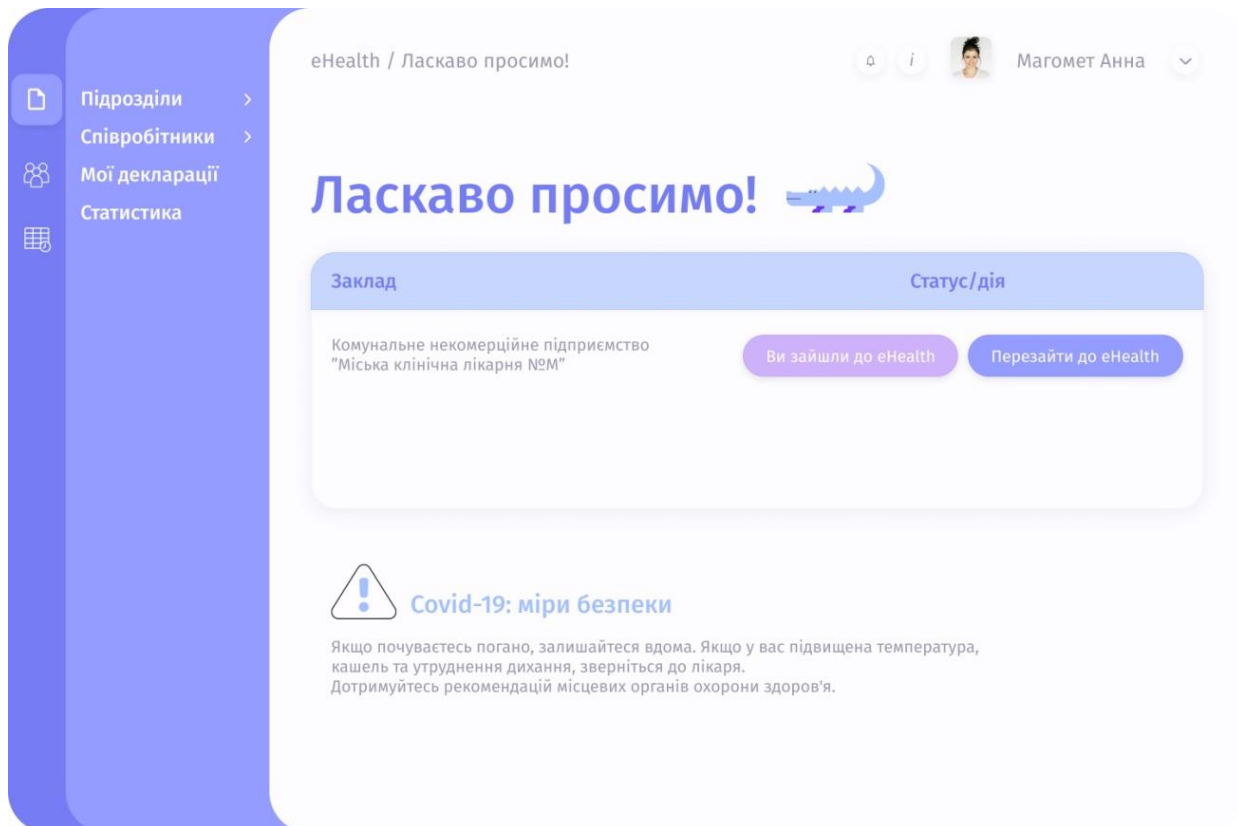 eHealth / Ласкаво просимо!
i
Магомет Анна
Підрозділи
Співробітники
Мої декларації
Статистика
Ласкаво просимо!
Заклад
Статус/дія
Комунальне некомерційне підприємство
”Міська клінічна лікарня №М”
Ви зайшли до eHealth
Перезайти до eHealth
Covid-19: міри безпеки
Якщо почуваєтесь погано, залишайтеся вдома. Якщо у вас підвищена температура,
кашель та утруднення дихання, зверніться до лікаря.
Дотримуйтесь рекомендацій місцевих органів охорони здоров'я.